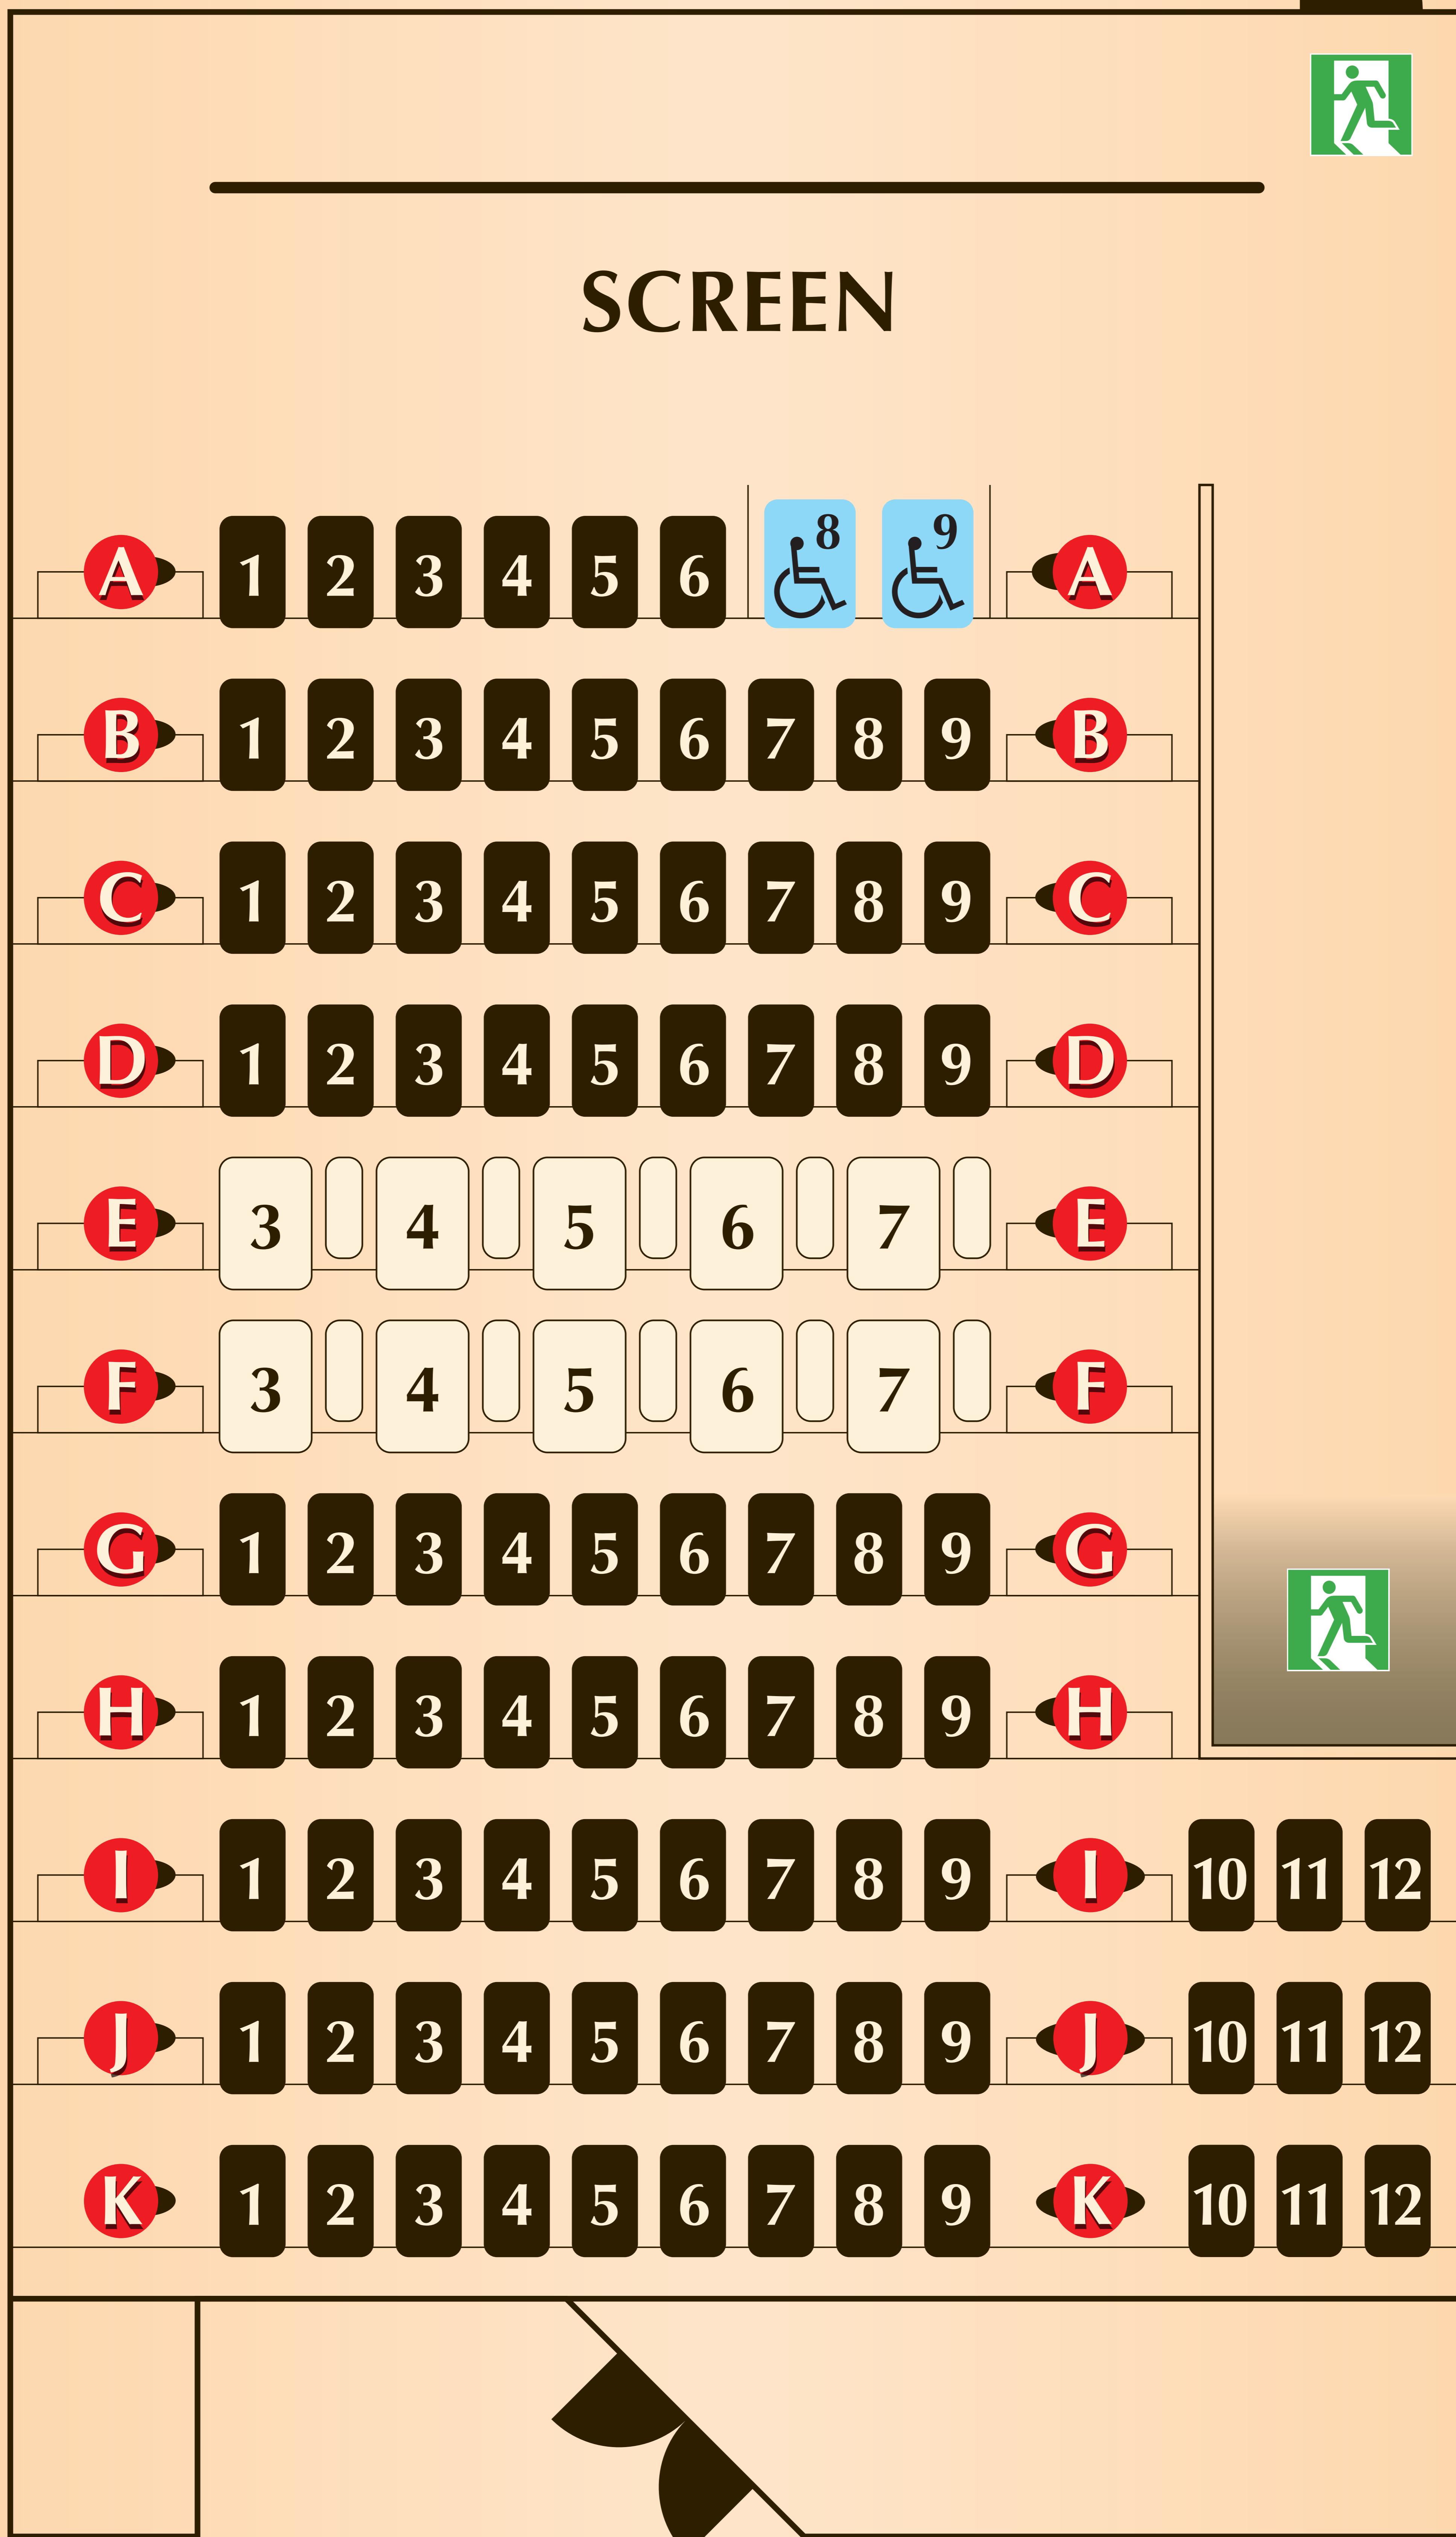 SCREEN
A 1 2 3 4 5 6 8 9 A
B 1 2 3 4 5 6 7 8 9 B
C 1 2 3 4 5 6 7 8 9 C
D 1 2 3 4 5 6 7 8 9 D
E 3 4 5 6 7 E
F 3 4 5 6 7 F
G 1 2 3 4 5 6 7 8 9 G
H 1 2 3 4 5 6 7 8 9 H
I 1 2 3 4 5 6 7 8 9 I 10 11 12
J 1 2 3 4 5 6 7 8 9 J 10 11 12
K 1 2 3 4 5 6 7 8 9 K 10 11 12